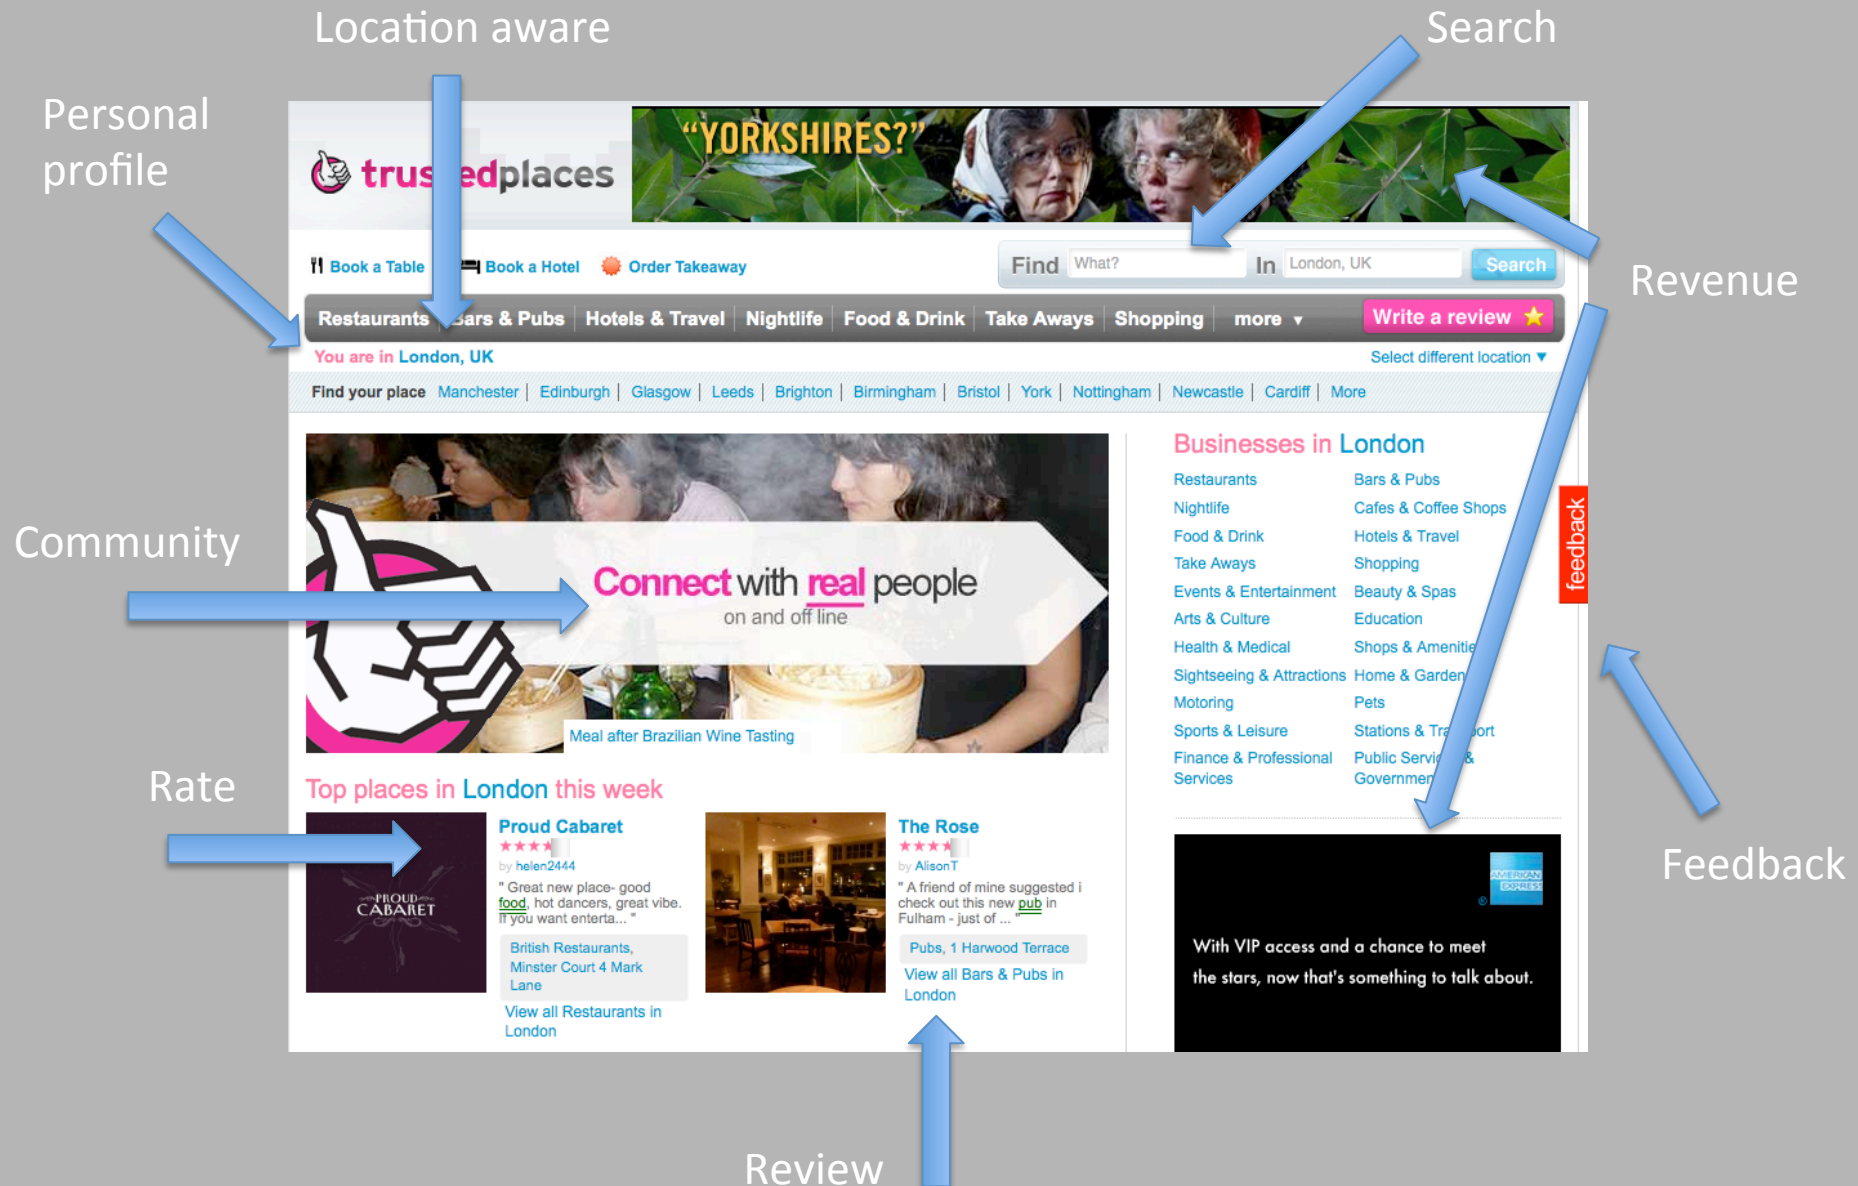 Location aware
Search
Personal
profile
"YORKSHIRES?"
trustedplaces
Revenue
Book a Table
Book a Hotel
Order Takeaway
Find What? In London, UK Search
Restaurants Bars & Pubs Hotels & Travel Nightlife Food & Drink Take Aways Shopping more Write a review
You are in London, UK
Select different location
Find your place Manchester | Edinburgh | Glasgow | Leeds | Brighton | Birmingham | Bristol | York | Nottingham | Newcastle | Cardiff | More
Community
Connect with real people
on and off line
Meal after Brazilian Wine Tasting
Businesses in London
Restaurants
Bars & Pubs
Nightlife
Cafes & Coffee Shops
Food & Drink
Hotels & Travel
Take Aways
Shopping
Events & Entertainment
Beauty & Spas
Arts & Culture
Education
Health & Medical
Shops & Amenities
Sightseeing & Attractions
Home & Garden
Motoring
Pets
Sports & Leisure
Stations & Transport
Finance & Professional
Services
Public Services &
Government
feedback
Feedback
Rate
Top places in London this week
PROUD
CABARET
Proud Cabaret
by helen2444
" Great new place- good
food, hot dancers, great vibe.
If you want enterta... "
British Restaurants,
Minster Court 4 Mark
Lane
View all Restaurants in
London
The Rose
by AlisonT
" A friend of mine suggested i
check out this new pub in
Fulham - just of ... "
Pubs, 1 Harwood Terrace
View all Bars & Pubs in
London
AMERICAN
EXPRESS
®
With VIP access and a chance to meet
the stars, now that's something to talk about.
Review